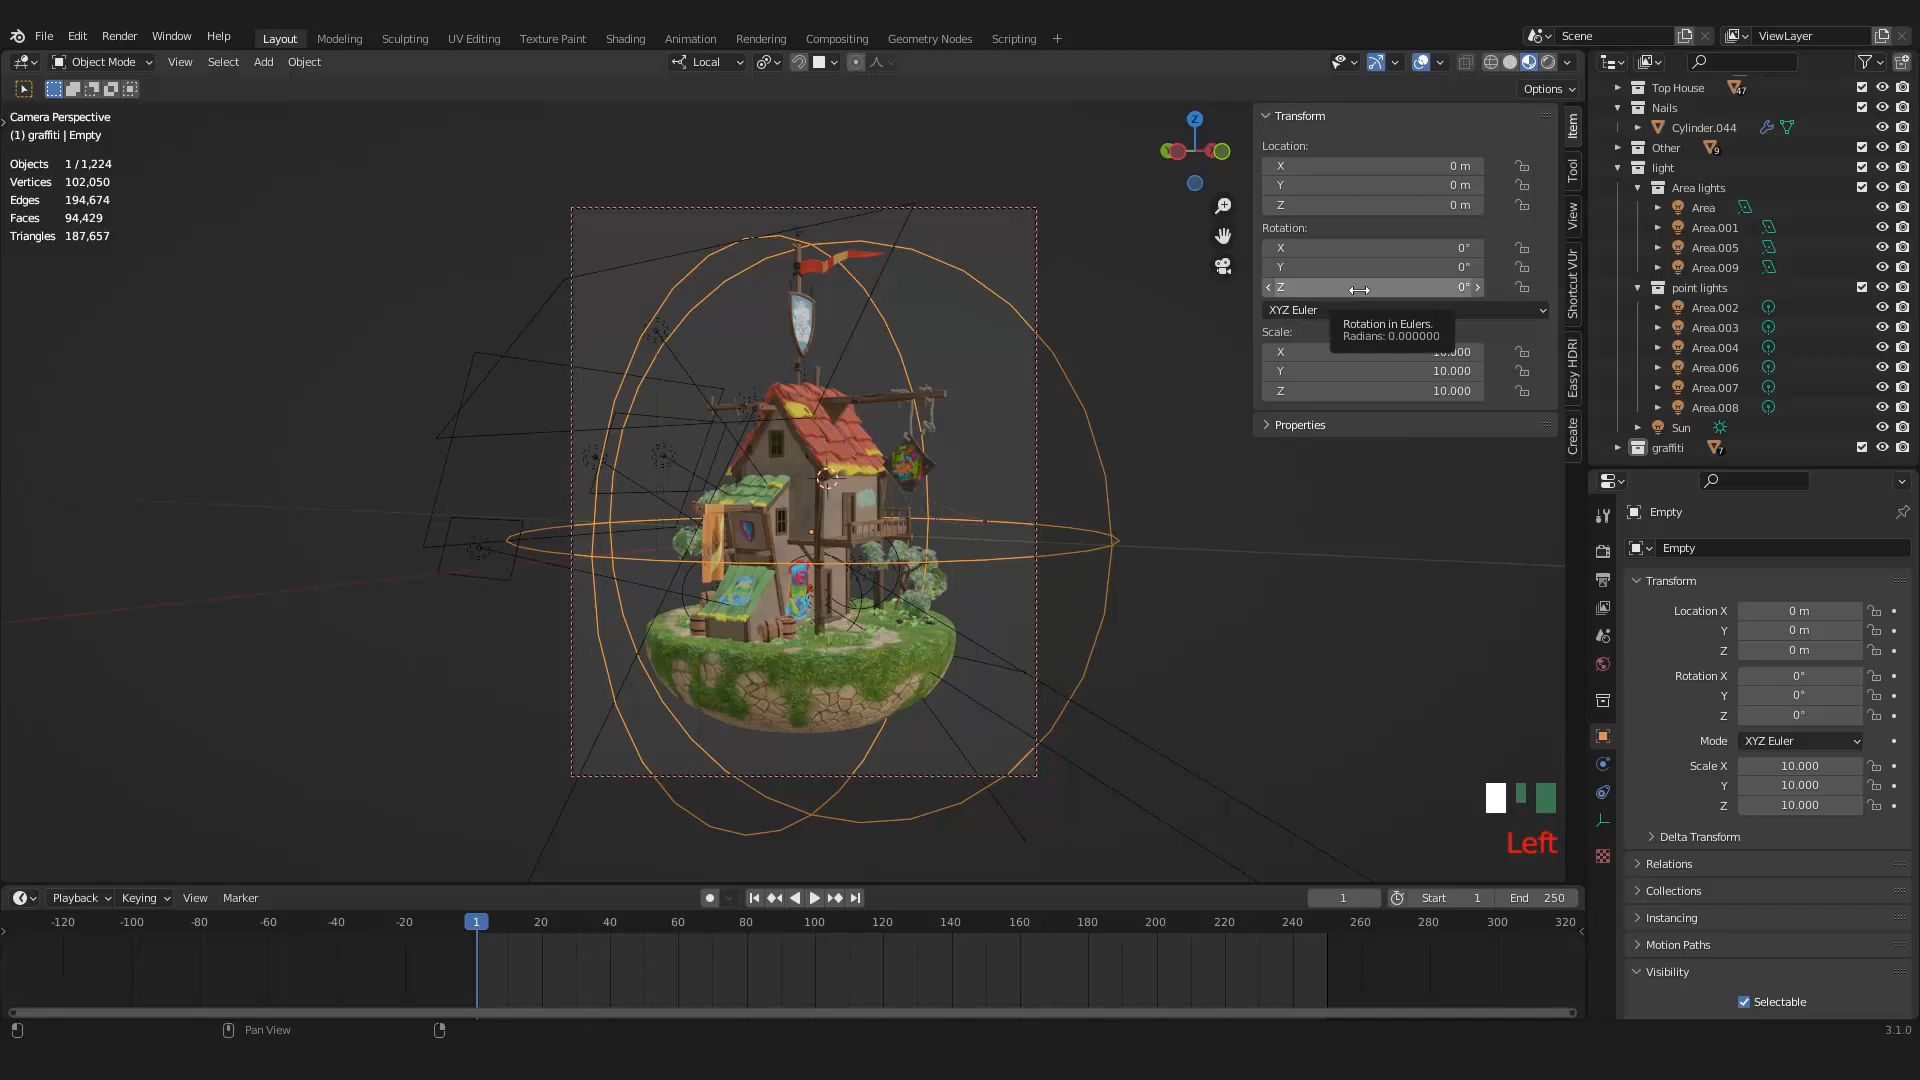 File Edit Render Window Help
Layout Modeling Sculpting UV Editing Texture Paint Shading Animation Rendering Compositing Geometry Nodes Scripting +
Scene
ViewLayer
Object Mode View Select Add Object
Local
Options
Camera Perspective
(1) graffiti | Empty
Objects 1 / 1,224
Vertices 102,050
Edges 194,674
Faces 94,429
Triangles 187,657
Z
Transform
Location:
X 0 m
Y 0 m
Z 0 m
Rotation:
X 0°
Y 0°
Z 0°
XYZ Euler
Rotation in Eulers.
Radians: 0.000000
Scale:
X 10.000
Y 10.000
Z 10.000
Properties
Item
Tool
View
Shortcut VUr
Easy HDRI
Create
Top House 47
Nails
Cylinder.044
Other 9
light
Area lights
Area
Area.001
Area.005
Area.009
point lights
Area.002
Area.003
Area.004
Area.006
Area.007
Area.008
Sun
graffiti 7
Empty
Empty
Transform
Location X 0 m
Y 0 m
Z 0 m
Rotation X 0°
Y 0°
Z 0°
Mode XYZ Euler
Scale X 10.000
Y 10.000
Z 10.000
Delta Transform
Relations
Collections
Instancing
Motion Paths
Visibility
Selectable
Left
Playback Keying View Marker
1
Start 1
End 250
-120 -100 -80 -60 -40 -20 1 20 40 60 80 100 120 140 160 180 200 220 240 260 280 300 320
Pan View
3.1.0